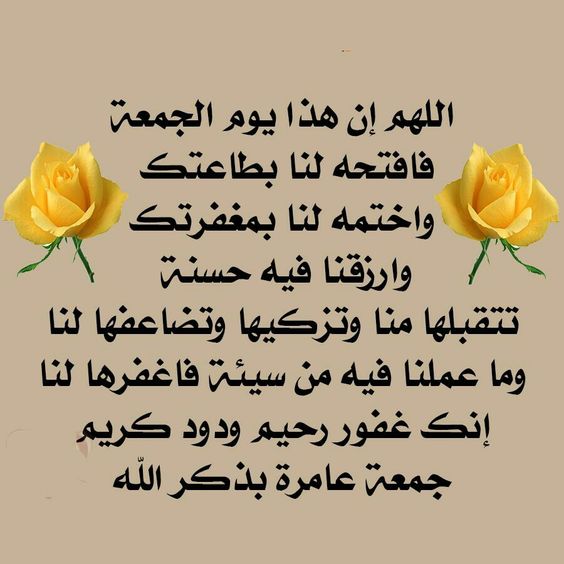 اللهم إن هذا يوم الجمعة
فافتحه لنا بطاعتك
واختمه لنا بمغفرتك
وارزقنا فيه حسنة
تتقبلها منا وتزكيها وتضاعفها لنا
وما عملنا فيه من سيئة فاغفرها لنا
إنك غفور رحيم ودود كريم
جمعة عامرة بذكر الله